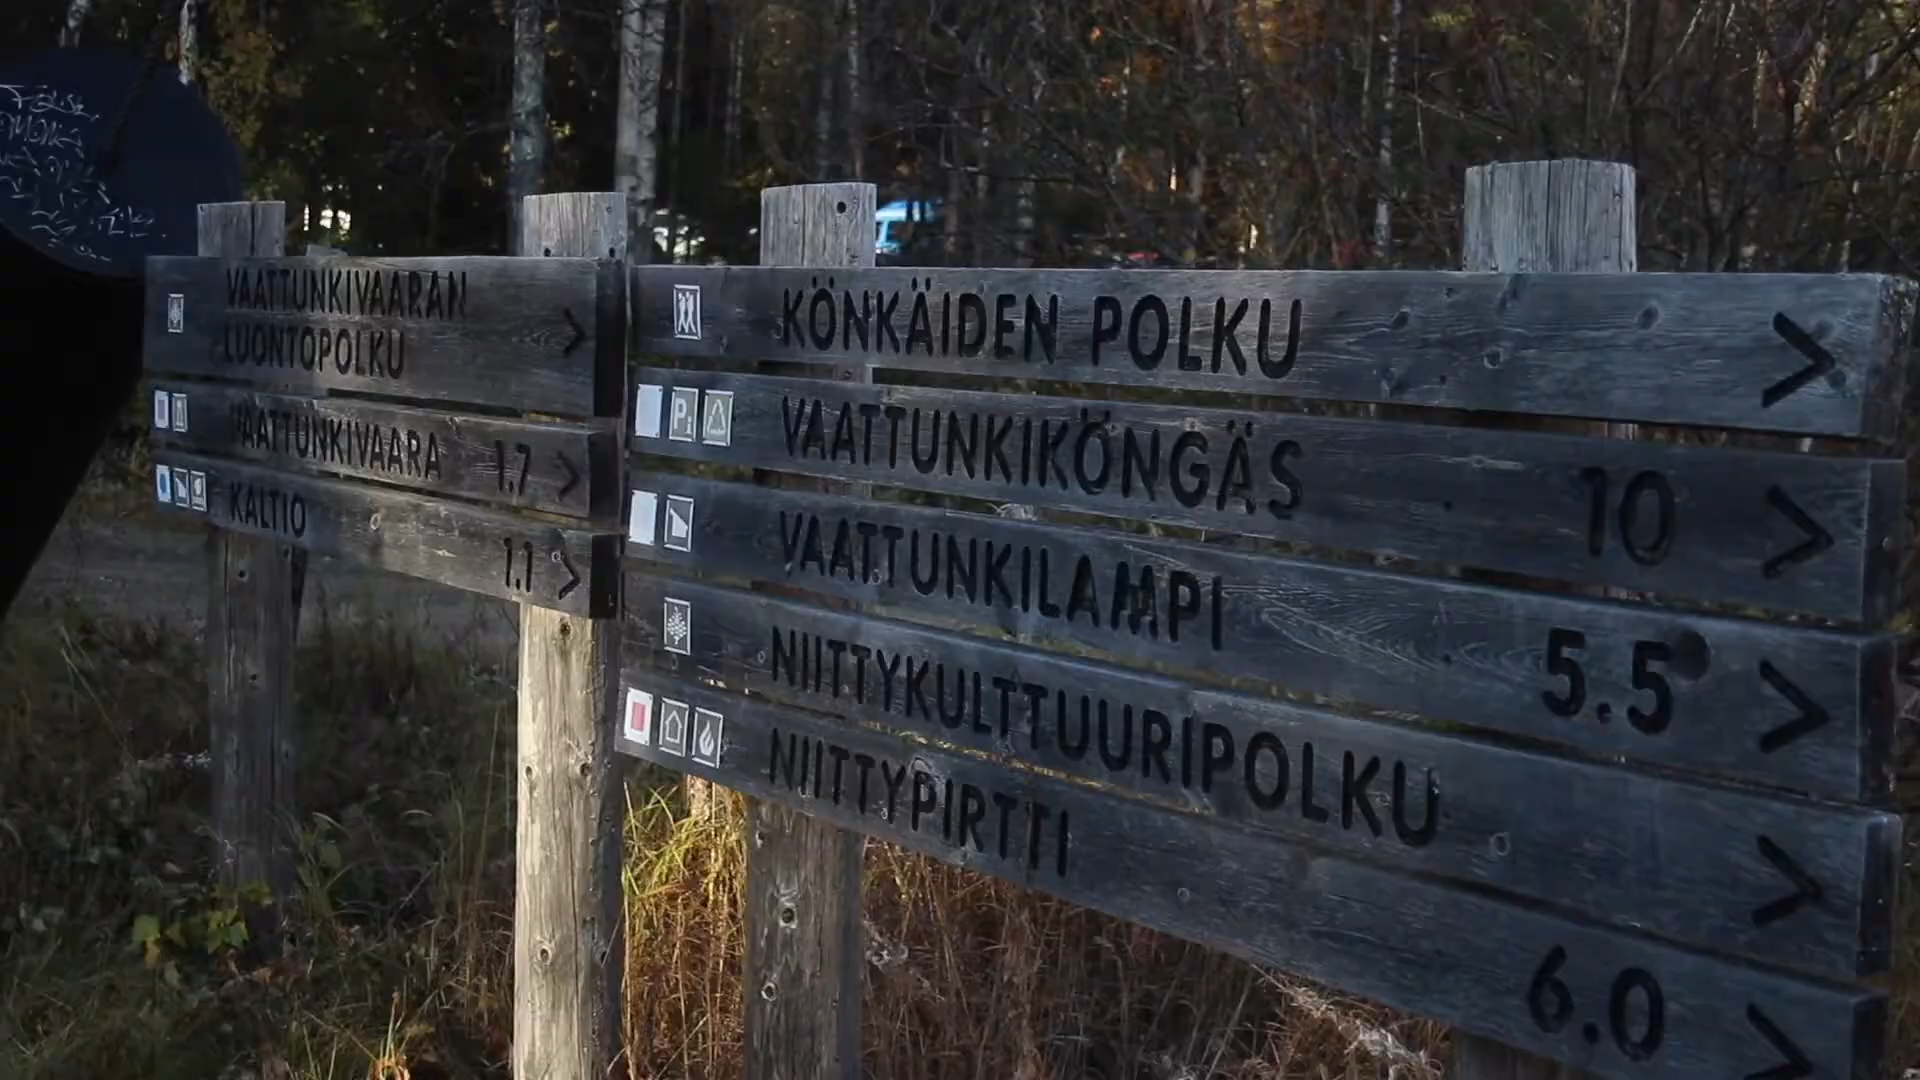 VAATTUNKIVAARAN
LUONTOPOLKU
VAATTUNKIVAARA 1.7
KALTIO 1.1
KÖNKÄIDEN POLKU
VAATTUNKIKÖNGÄS 10
VAATTUNKILAMPI 5.5
NIITTYKULTTUURIPOLKU
NIITTYPIRTTI 6.0
Pi